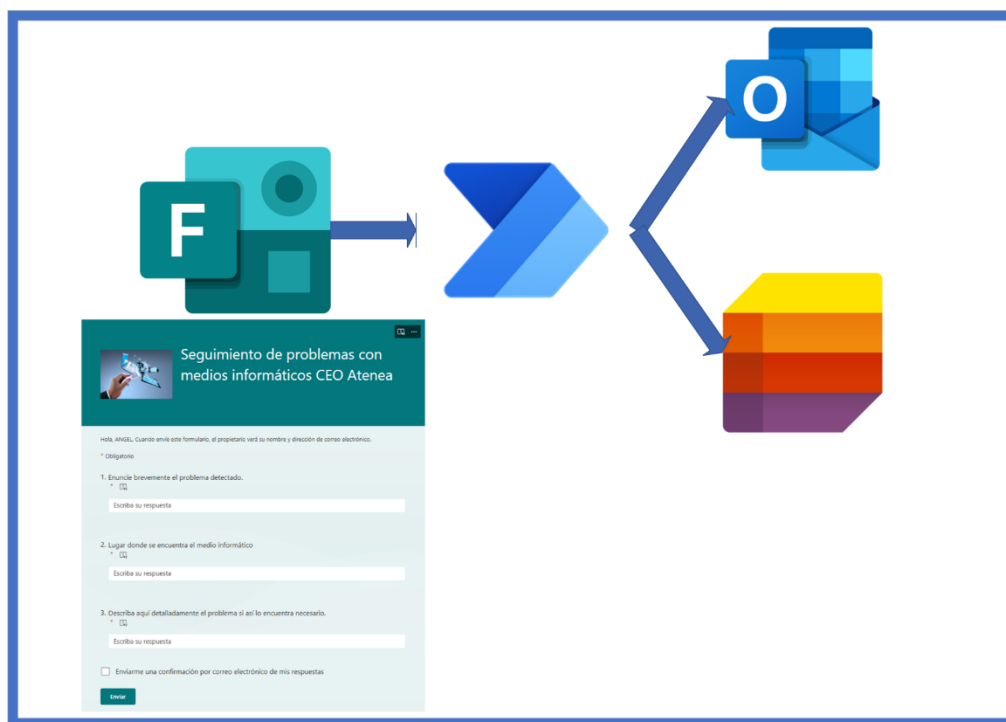 F
O
Seguimiento de problemas con
medios informáticos CEO Atenea
Hola, ANGEL. Cuando envíe este formulario, el propietario verá su nombre y dirección de correo electrónico.
* Obligatorio
1. Enuncie brevemente el problema detectado.
*
Escriba su respuesta
2. Lugar donde se encuentra el medio informático
*
Escriba su respuesta
3. Describa aquí detalladamente el problema si así lo encuentra necesario.
*
Escriba su respuesta
Enviarme una confirmación por correo electrónico de mis respuestas
Enviar